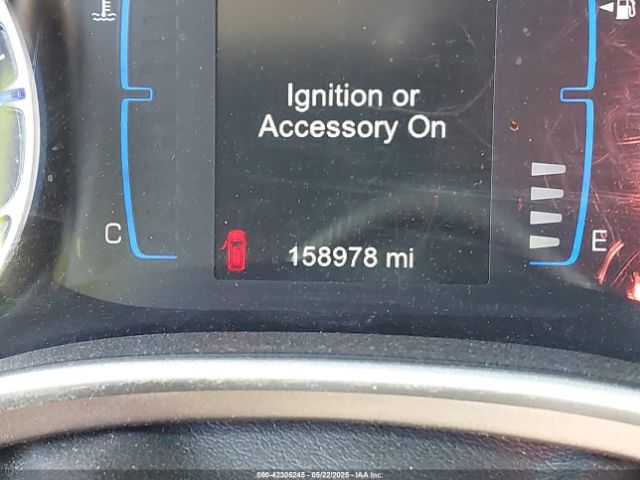 Ignition or
Accessory On
C
E
158978 mi
000-42305245 - 05/22/2025 - IAA Inc.